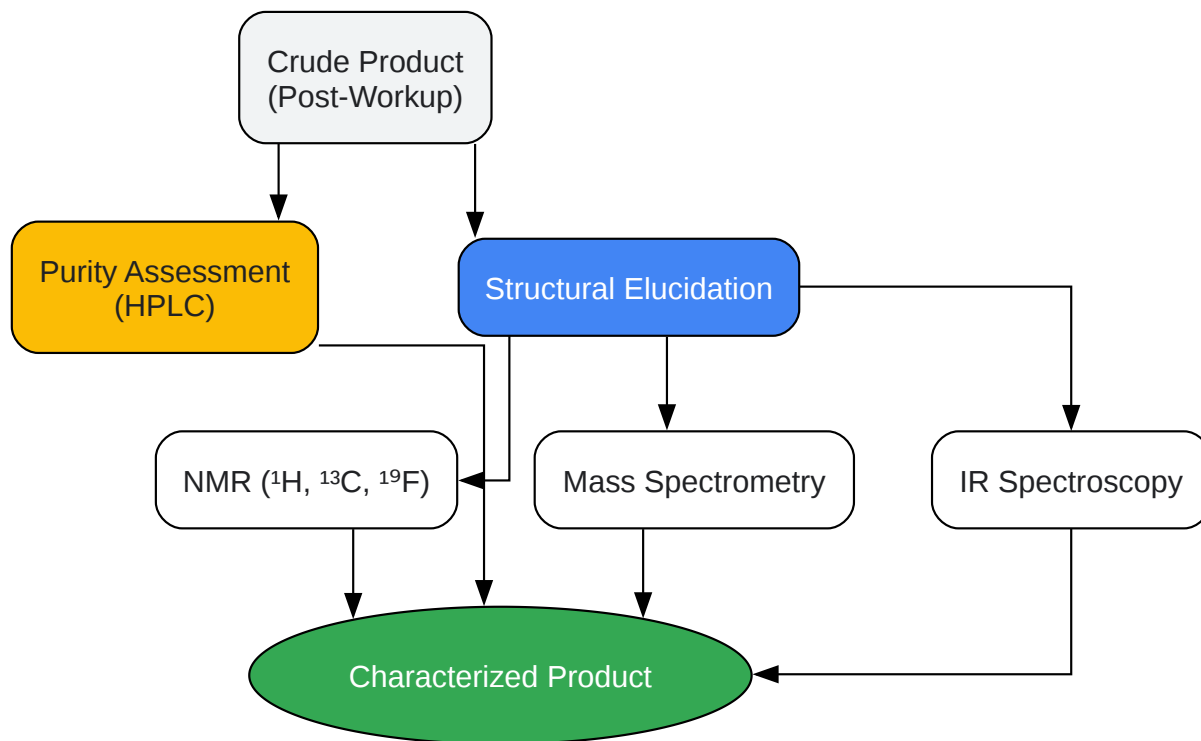 Crude Product
(Post-Workup)
Purity Assessment
(HPLC)
Structural Elucidation
NMR (¹H, ¹³C, ¹⁹F)
Mass Spectrometry
IR Spectroscopy
Characterized Product